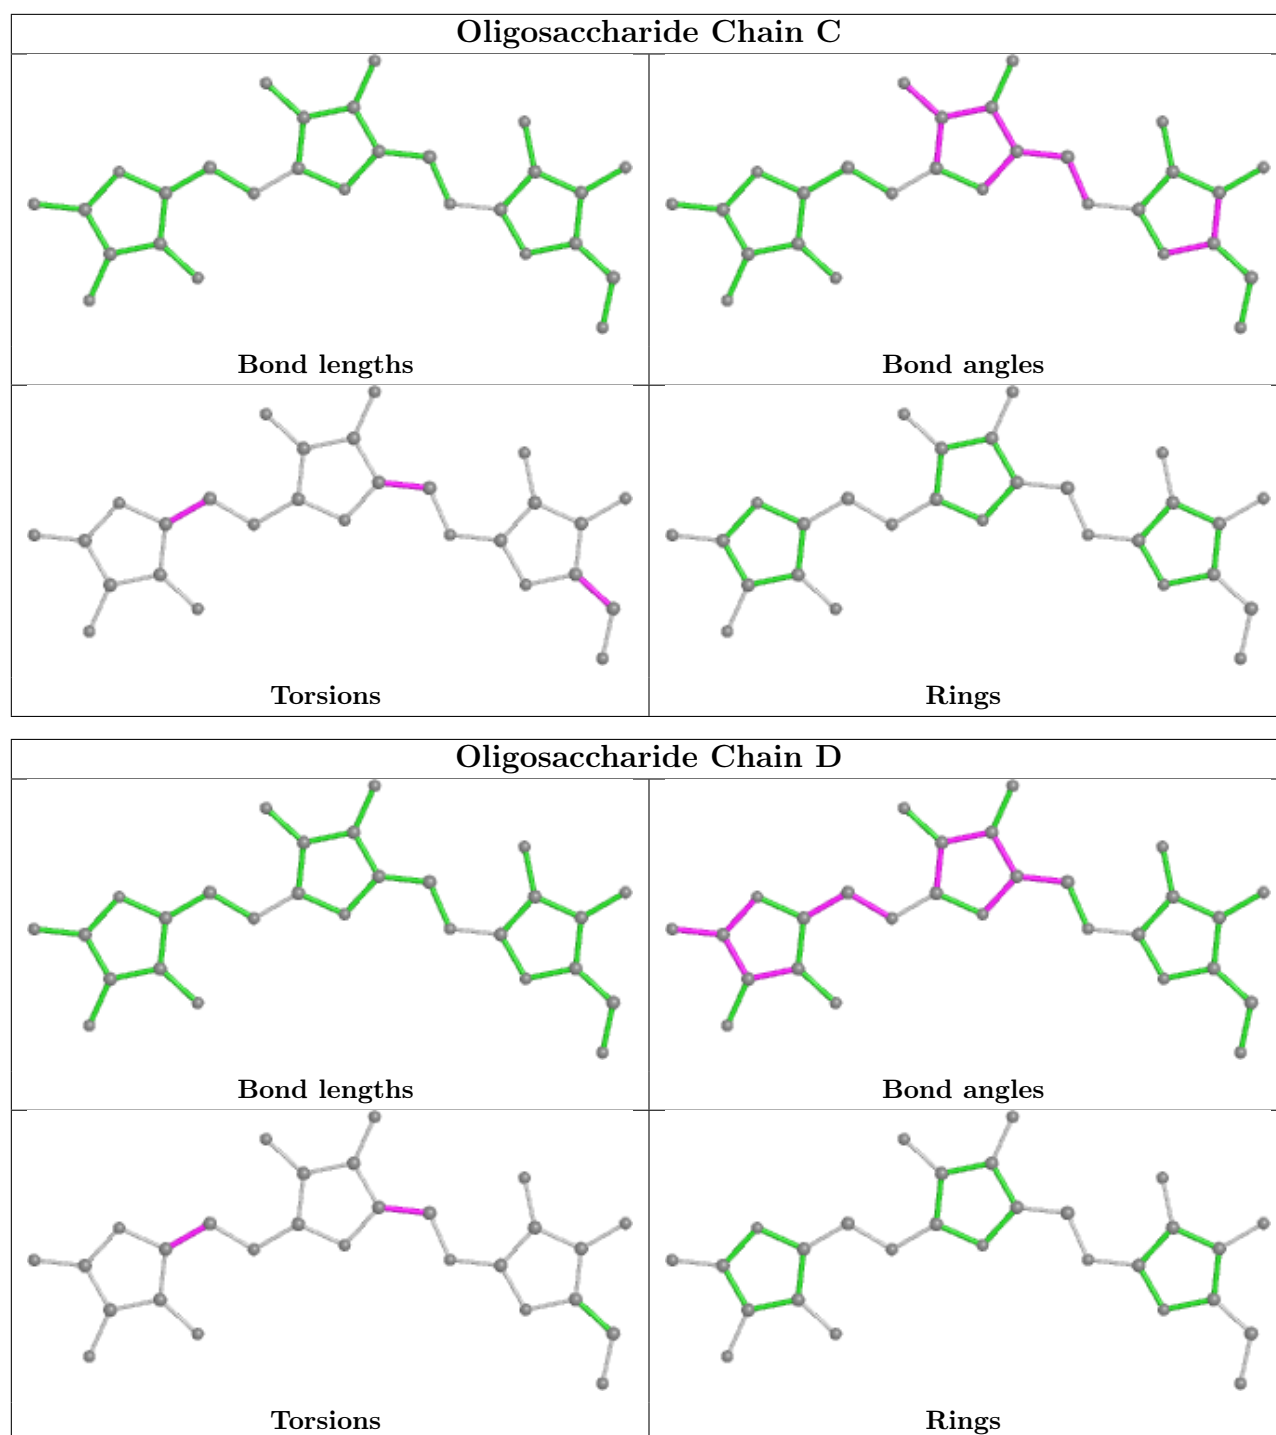 Oligosaccharide Chain C
Bond lengths
Bond angles
Torsions
Rings
Oligosaccharide Chain D
Bond lengths
Bond angles
Torsions
Rings